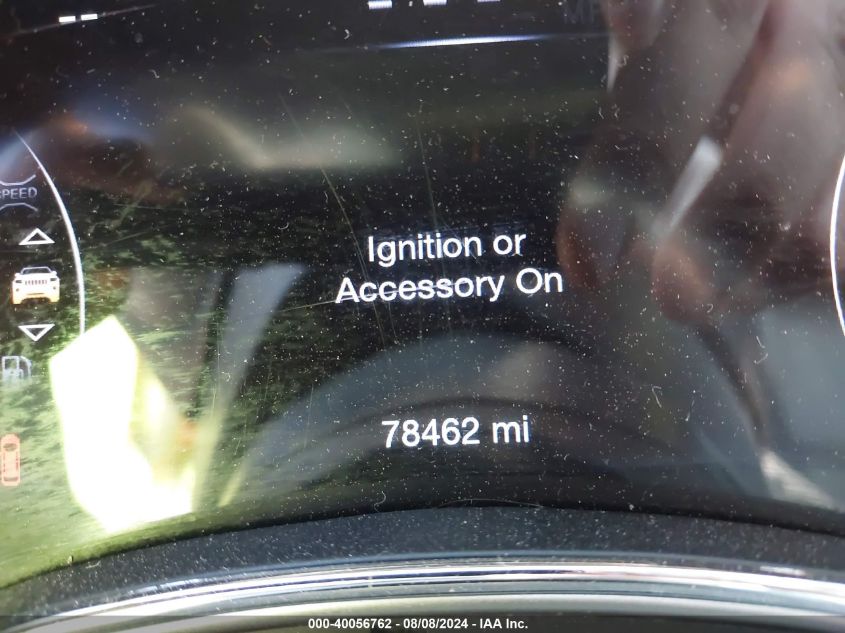 SPEED
Ignition or
Accessory On
78462 mi
000-40056762 - 08/08/2024 - IAA Inc.